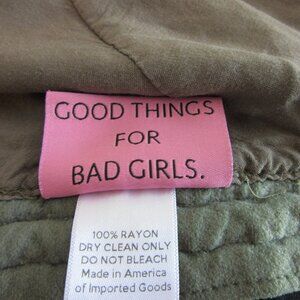 GOOD THINGS
FOR
BAD GIRLS.
100% RAYON
DRY CLEAN ONLY
DO NOT BLEACH
Made in America
of Imported Goods